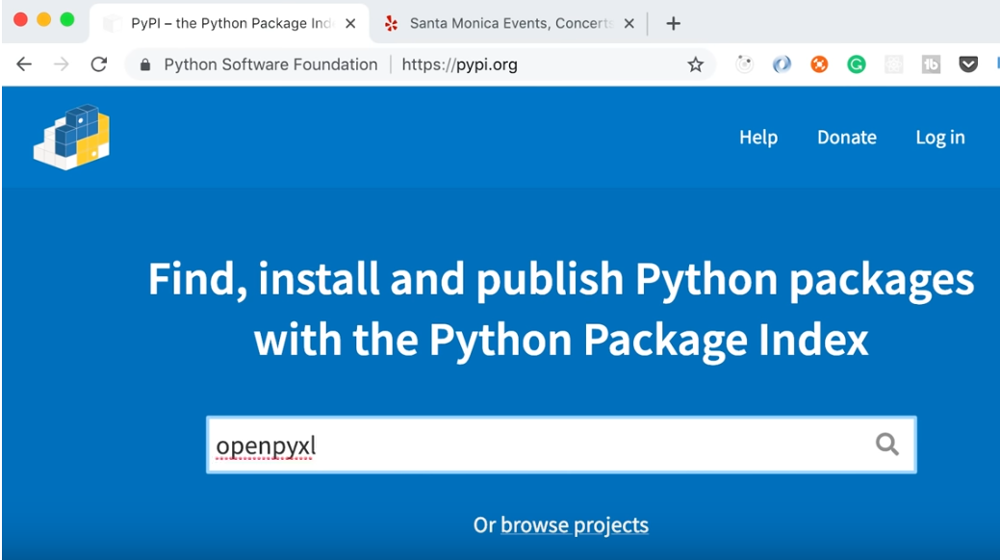 PyPI – the Python Package Ind
Santa Monica Events, Concerts
Python Software Foundation
https://pypi.org
Help
Donate
Log in
Find, install and publish Python packages
with the Python Package Index
openpyxl
Or browse projects